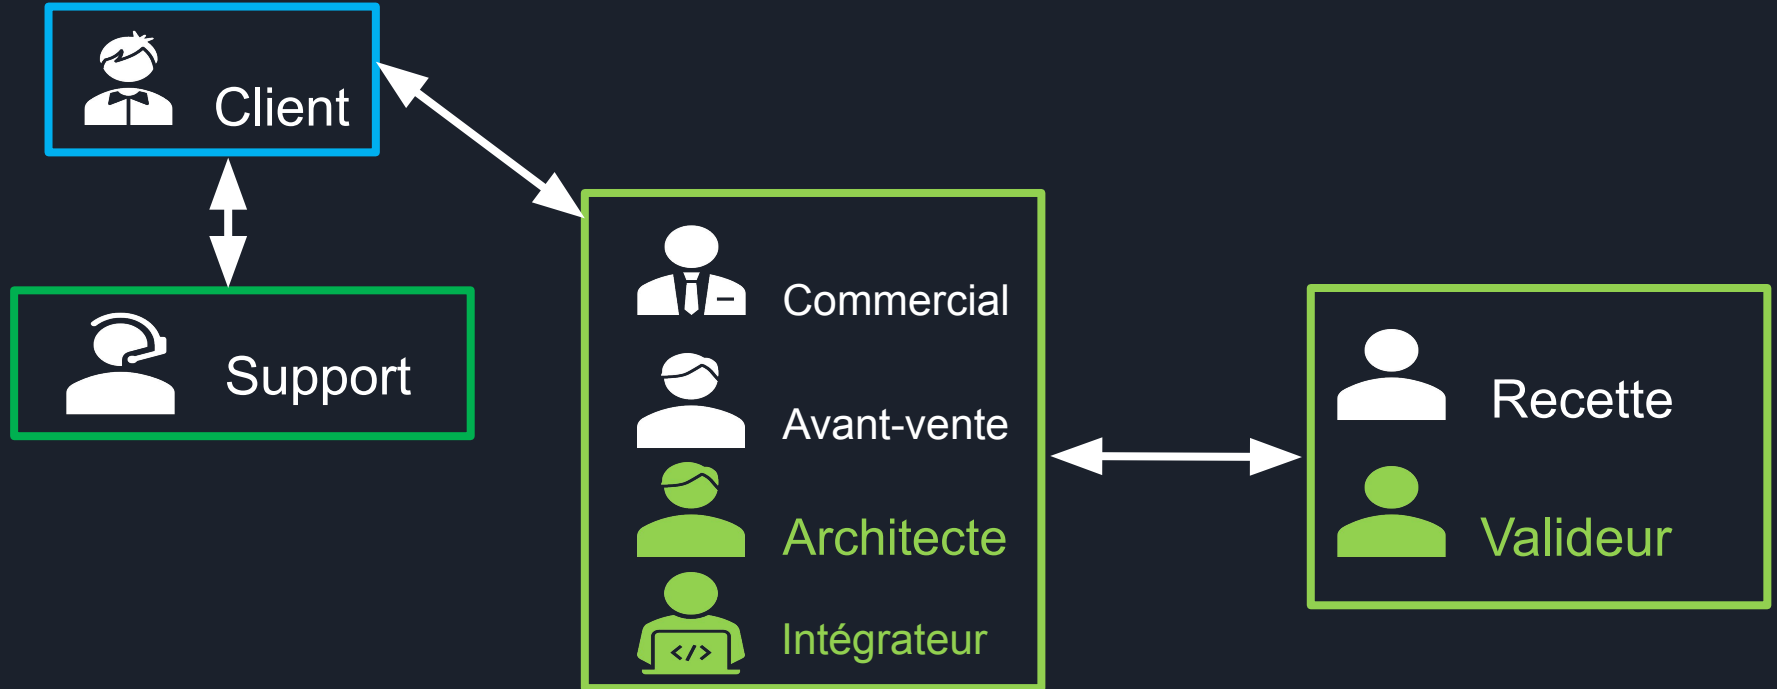 Client
Support
Commercial
Avant-vente
Architecte
Intégrateur
</>
Recette
Valideur